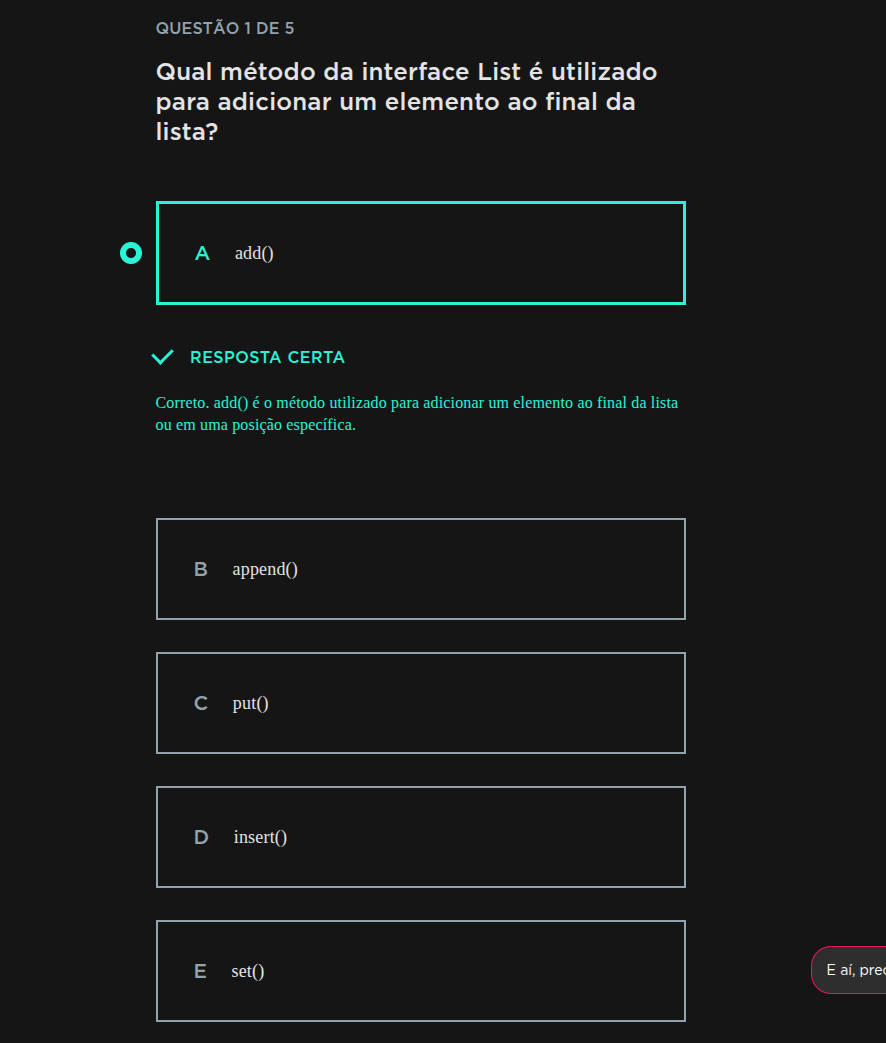 QUESTÃO 1 DE 5
Qual método da interface List é utilizado
para adicionar um elemento ao final da
lista?
A add()
RESPOSTA CERTA
Correto. add() é o método utilizado para adicionar um elemento ao final da lista
ou em uma posição específica.
B append()
C put()
D insert()
E set()
E aí,